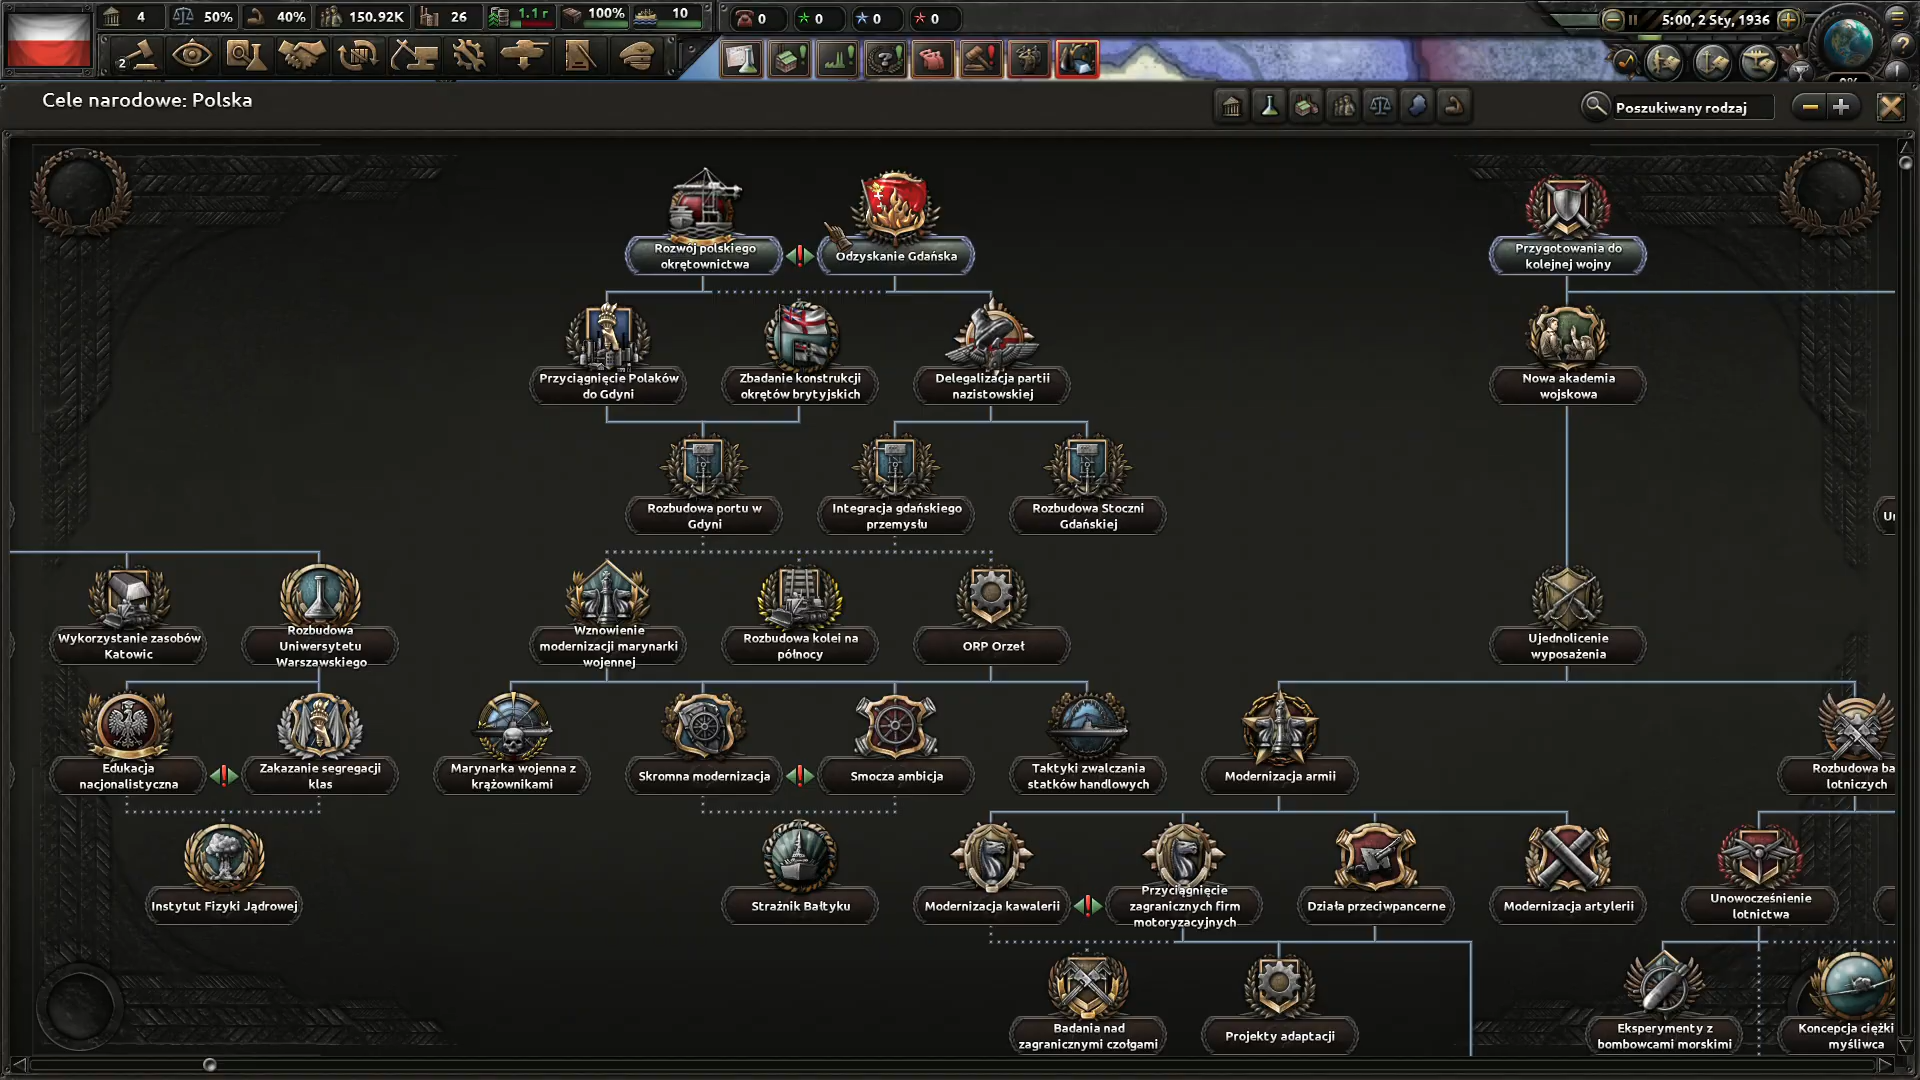 4
50%
40%
150.92K
26
1.1 r
100%
10
0
0
0
0
5:00, 2 Sty, 1936
2
0%
Cele narodowe: Polska
Poszukiwany rodzaj
Rozwój polskiego
okrętownictwa
Odzyskanie Gdańska
Przygotowania do
kolejnej wojny
Przyciągnięcie Polaków
do Gdyni
Zbadanie konstrukcji
okrętów brytyjskich
Delegalizacja partii
nazistowskiej
Nowa akademia
wojskowa
Rozbudowa portu w
Gdyni
Integracja gdańskiego
przemysłu
Rozbudowa Stoczni
Gdańskiej
Wykorzystanie zasobów
Katowic
Rozbudowa
Uniwersytetu
Warszawskiego
Wznowienie
modernizacji marynarki
wojennej
Rozbudowa kolei na
północy
ORP Orzeł
Ujednolicenie
wyposażenia
Edukacja
nacjonalistyczna
Zakazanie segregacji
klas
Marynarka wojenna z
krążownikami
Skromna modernizacja
Smocza ambicja
Taktyki zwalczania
statków handlowych
Modernizacja armii
Rozbudowa ba
lotniczych
Instytut Fizyki Jądrowej
Strażnik Bałtyku
Modernizacja kawalerii
Przyciągnięcie
zagranicznych firm
motoryzacyjnych
Działa przeciwpancerne
Modernizacja artylerii
Unowocześnienie
lotnictwa
Badania nad
zagranicznymi czołgami
Projekty adaptacji
Eksperymenty z
bombowcami morskimi
Koncepcja ciężki
myśliwca